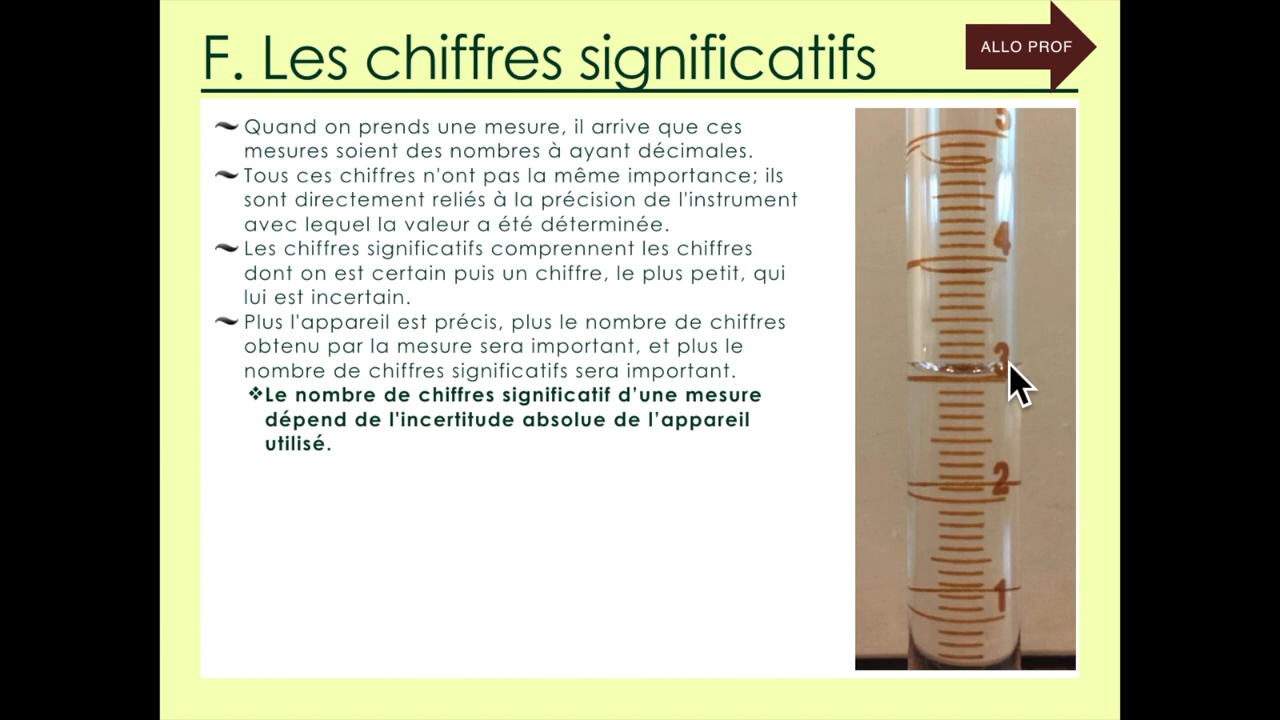 F. Les chiffres significatifs
ALLO PROF
Quand on prends une mesure, il arrive que ces
mesures soient des nombres à ayant décimales.
Tous ces chiffres n'ont pas la même importance; ils
sont directement reliés à la précision de l'instrument
avec lequel la valeur a été déterminée.
Les chiffres significatifs comprennent les chiffres
dont on est certain puis un chiffre, le plus petit, qui
lui est incertain.
Plus l'appareil est précis, plus le nombre de chiffres
obtenu par la mesure sera important, et plus le
nombre de chiffres significatifs sera important.
❖Le nombre de chiffres significatif d’une mesure
dépend de l'incertitude absolue de l’appareil
utilisé.
5
4
3
2
1